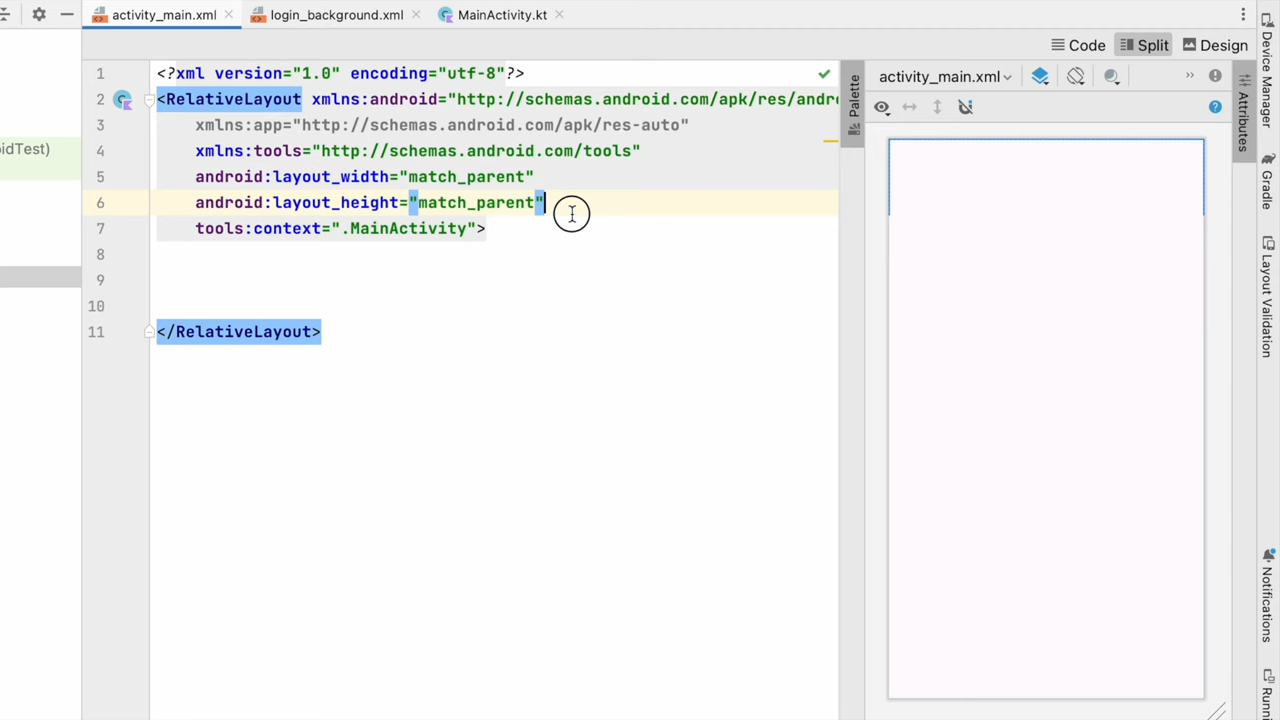 activity_main.xml
login_background.xml
MainActivity.kt
Code
Split
Design
idTest)
1 <?xml version="1.0" encoding="utf-8"?>
2 <RelativeLayout xmlns:android="http://schemas.android.com/apk/res/andr
3 xmlns:app="http://schemas.android.com/apk/res-auto"
4 xmlns:tools="http://schemas.android.com/tools"
5 android:layout_width="match_parent"
6 android:layout_height="match_parent"
7 tools:context=".MainActivity">
8
9
10
11 </RelativeLayout>
Palette
activity_main.xml
Attributes
Device Manager
Gradle
Layout Validation
Notifications
Runn